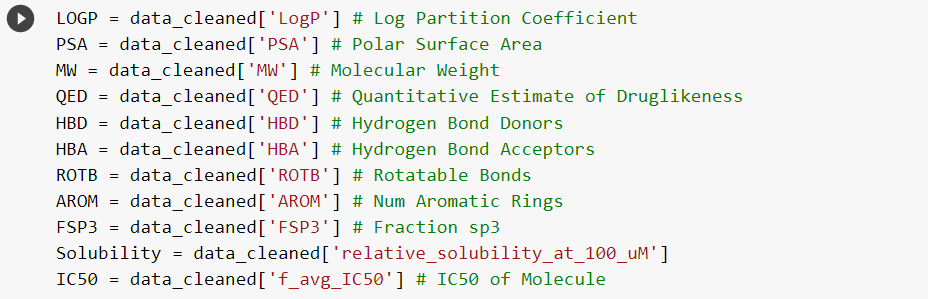 LOGP = data_cleaned['LogP'] # Log Partition Coefficient
PSA = data_cleaned['PSA'] # Polar Surface Area
MW = data_cleaned['MW'] # Molecular Weight
QED = data_cleaned['QED'] # Quantitative Estimate of Druglikeness
HBD = data_cleaned['HBD'] # Hydrogen Bond Donors
HBA = data_cleaned['HBA'] # Hydrogen Bond Acceptors
ROTB = data_cleaned['ROTB'] # Rotatable Bonds
AROM = data_cleaned['AROM'] # Num Aromatic Rings
FSP3 = data_cleaned['FSP3'] # Fraction sp3
Solubility = data_cleaned['relative_solubility_at_100_uM']
IC50 = data_cleaned['f_avg_IC50'] # IC50 of Molecule